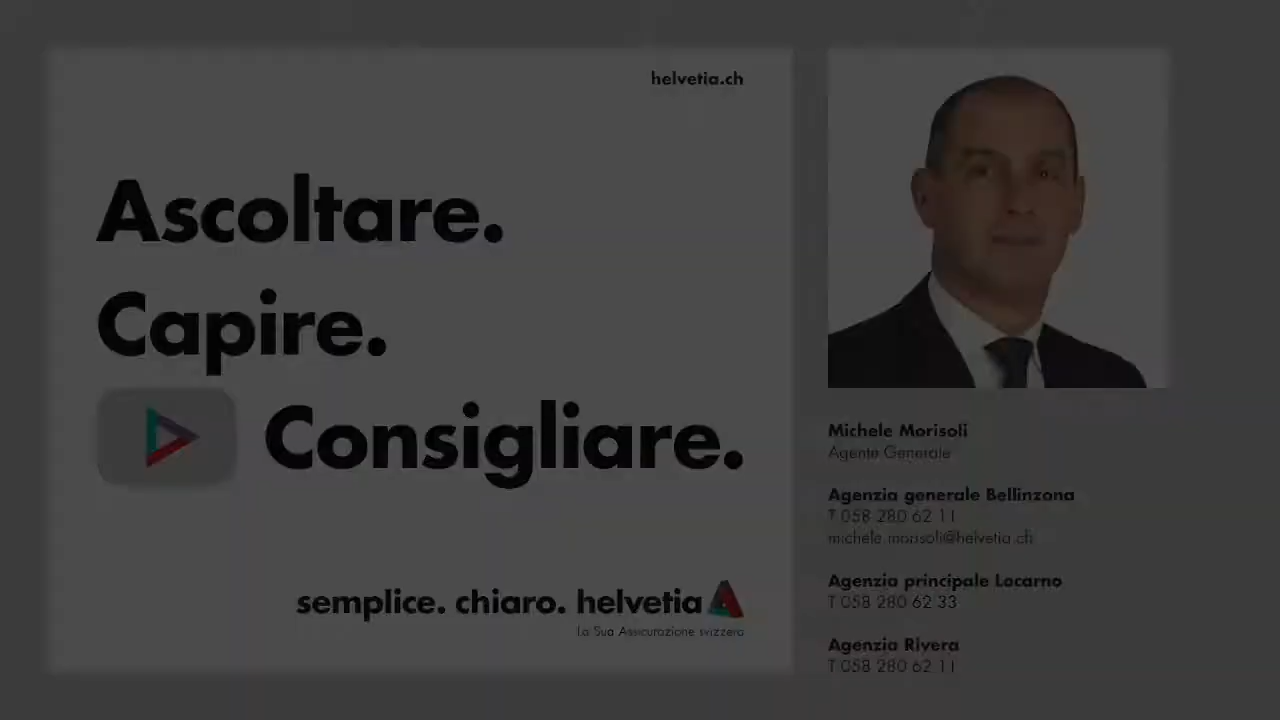 helvetia.ch
Ascoltare.
Capire.
Consigliare.
semplice. chiaro. helvetia
La Sua Assicurazione svizzera
Michele Morisoli
Agente Generale
Agenzia generale Bellinzona
T 058 280 62 11
michele.morisoli@helvetia.ch
Agenzia principale Locarno
T 058 280 62 33
Agenzia Rivera
T 058 280 62 11